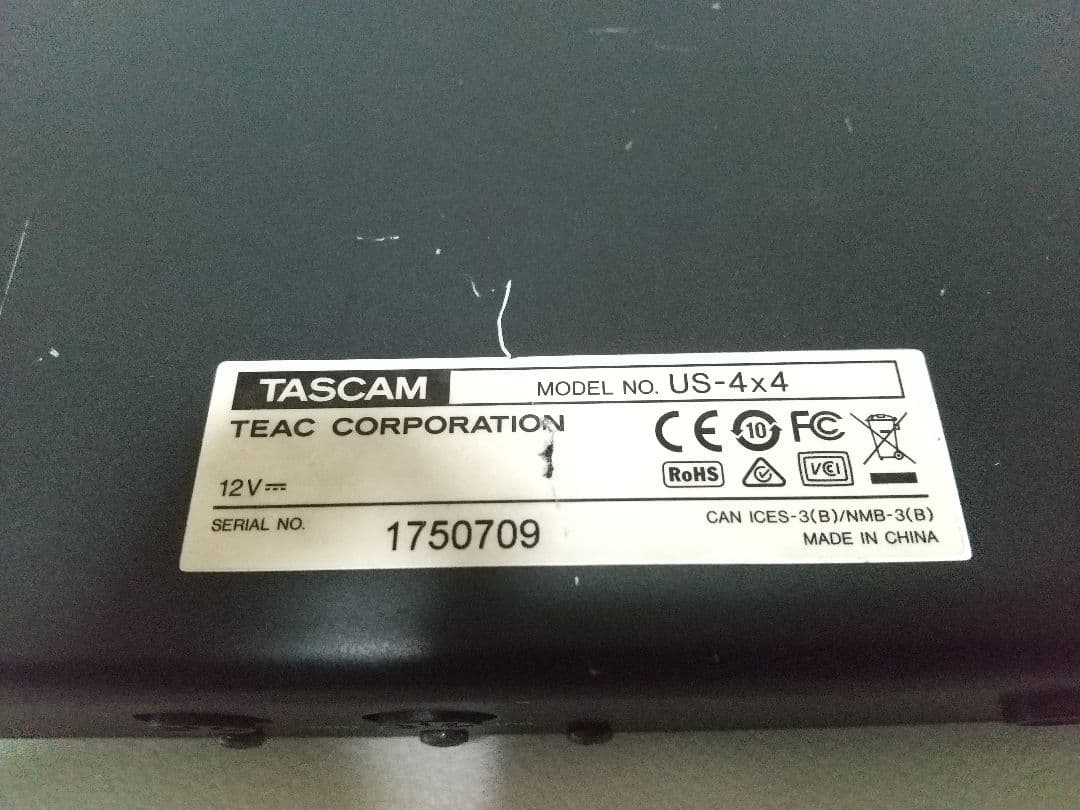 TASCAM MODEL NO. US-4x4
TEAC CORPORATION CE 10 FC
RoHS VCI
12V
SERIAL NO. 1750709 CAN ICES-3(B)/NMB-3(B)
MADE IN CHINA